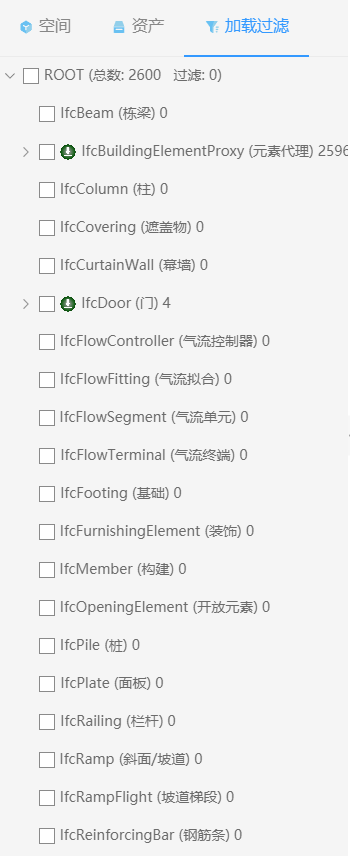 空间 资产 加载过滤
ROOT (总数: 2600 过滤: 0)
IfcBeam (栋梁) 0
IfcBuildingElementProxy (元素代理) 2596
IfcColumn (柱) 0
IfcCovering (遮盖物) 0
IfcCurtainWall (幕墙) 0
IfcDoor (门) 4
IfcFlowController (气流控制器) 0
IfcFlowFitting (气流拟合) 0
IfcFlowSegment (气流单元) 0
IfcFlowTerminal (气流终端) 0
IfcFooting (基础) 0
IfcFurnishingElement (装饰) 0
IfcMember (构建) 0
IfcOpeningElement (开放元素) 0
IfcPile (桩) 0
IfcPlate (面板) 0
IfcRailing (栏杆) 0
IfcRamp (斜面/坡道) 0
IfcRampFlight (坡道梯段) 0
IfcReinforcingBar (钢筋条) 0